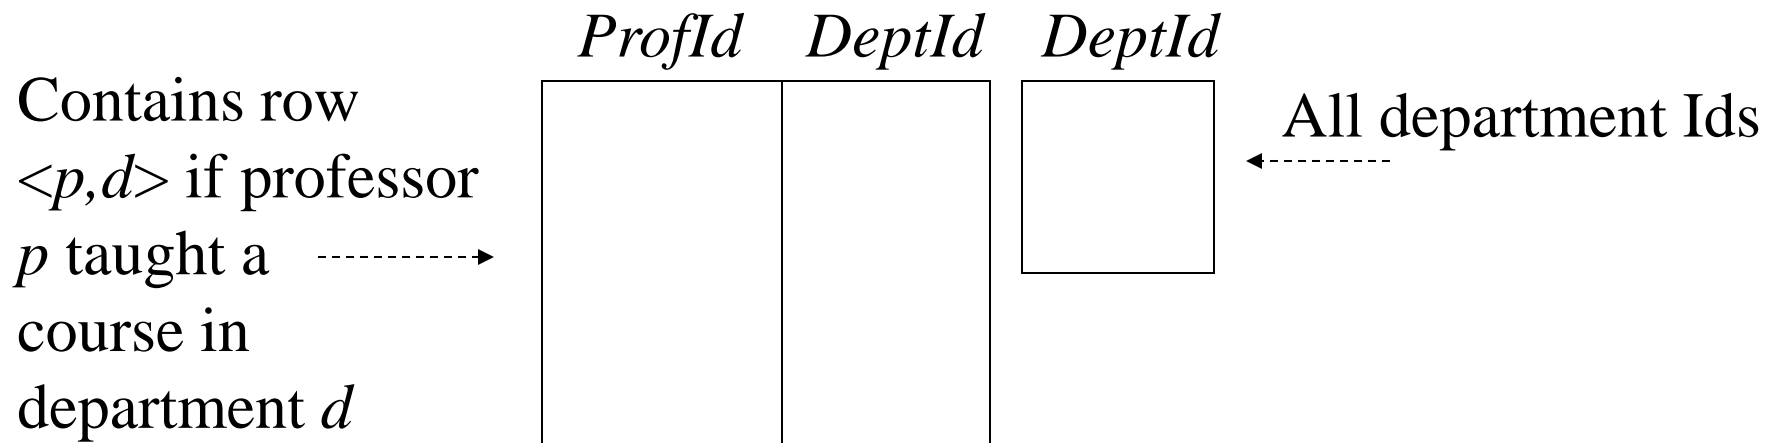 ProfId DeptId DeptId
Contains row
<p,d> if professor
p taught a
course in
department d
All department Ids